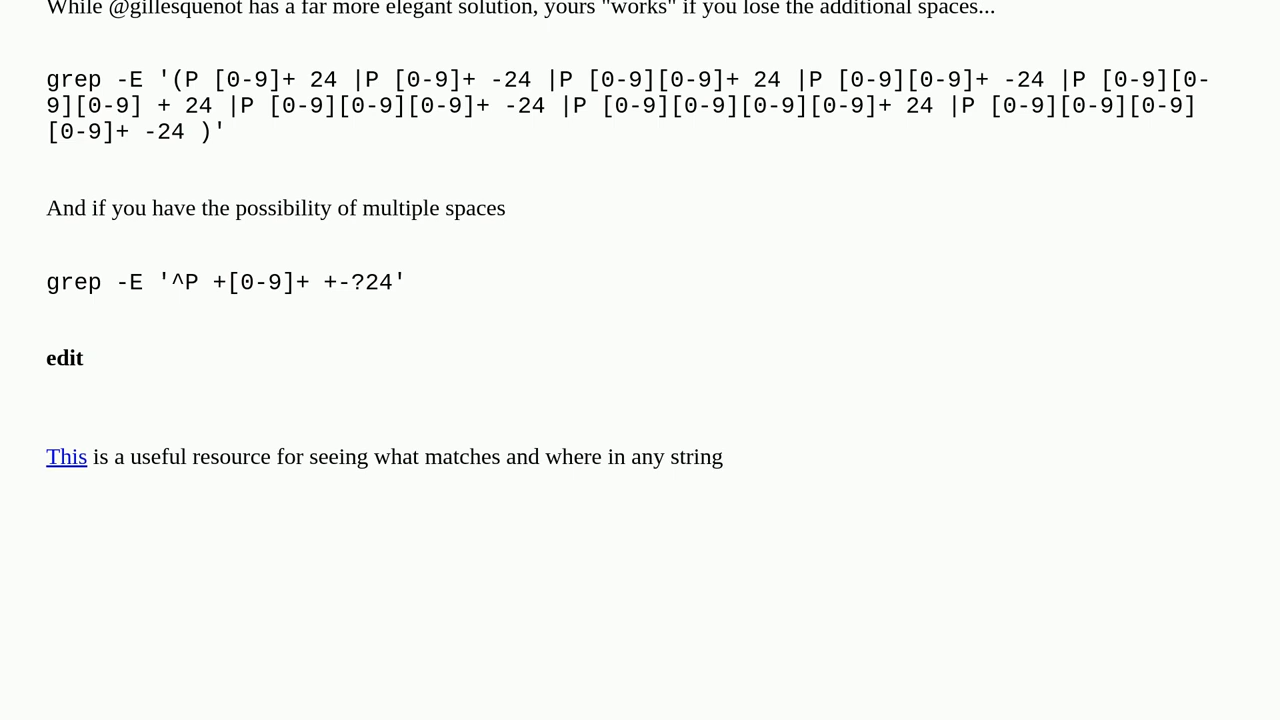 While @gillesquenot has a far more elegant solution, yours "works" if you lose the additional spaces...
grep -E '(P [0-9]+ 24 |P [0-9]+ -24 |P [0-9][0-9]+ 24 |P [0-9][0-9]+ -24 |P [0-9][0-
9][0-9] + 24 |P [0-9][0-9][0-9]+ -24 |P [0-9][0-9][0-9][0-9]+ 24 |P [0-9][0-9][0-9]
[0-9]+ -24 )'
And if you have the possibility of multiple spaces
grep -E '^P +[0-9]+ +-?24'
edit
This is a useful resource for seeing what matches and where in any string